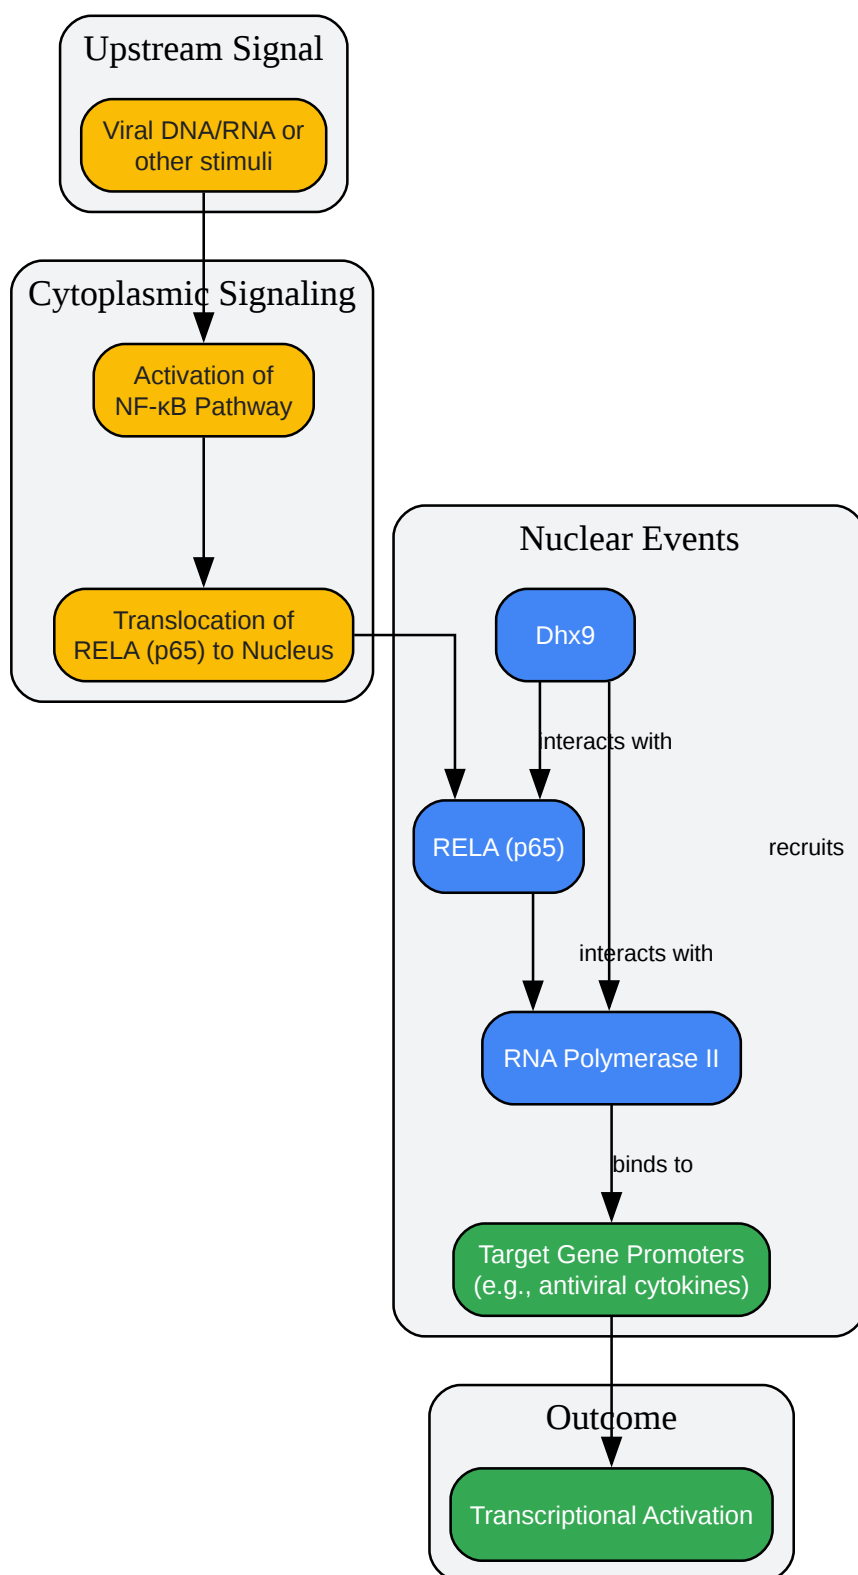 Upstream Signal
Viral DNA/RNA or
other stimuli
Cytoplasmic Signaling
Activation of
NF-κB Pathway
Translocation of
RELA (p65) to Nucleus
Nuclear Events
Dhx9
interacts with
RELA (p65)
recruits
interacts with
RNA Polymerase II
binds to
Target Gene Promoters
(e.g., antiviral cytokines)
Outcome
Transcriptional Activation